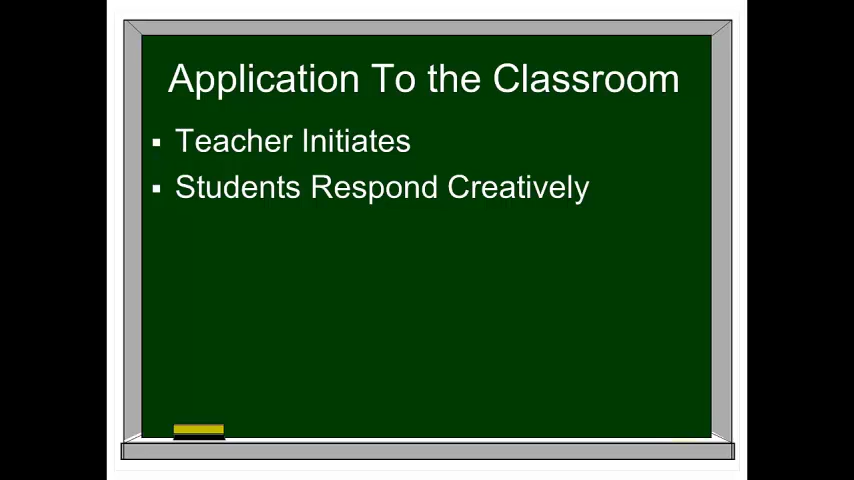 Application To the Classroom
▪ Teacher Initiates
▪ Students Respond Creatively